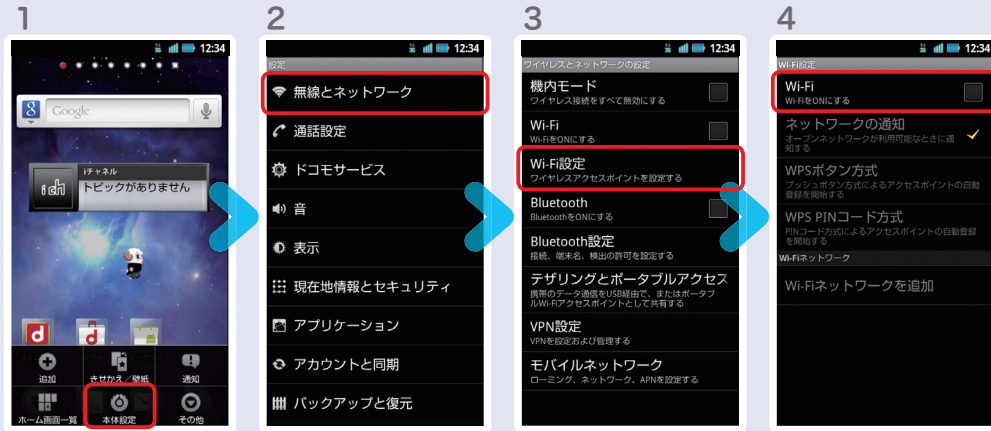 1
12:34
Google
iチャネル
トピックがありません
追加
きせかえ／壁紙
通知
ホーム画面一覧
本体設定
その他
2
12:34
設定
無線とネットワーク
通話設定
ドコモサービス
音
表示
現在地情報とセキュリティ
アプリケーション
アカウントと同期
バックアップと復元
3
12:34
ワイヤレスとネットワークの設定
機内モード
ワイヤレス接続をすべて無効にする
Wi-Fi
Wi-FiをONにする
Wi-Fi設定
ワイヤレスアクセスポイントを設定する
Bluetooth
BluetoothをONにする
Bluetooth設定
接続、端末名、検出の許可を設定する
テザリングとポータブルアクセス
携帯のデータ通信をUSB経由で、またはポータブ
ルWi-Fiアクセスポイントとして共有する
VPN設定
VPNを設定および管理する
モバイルネットワーク
ローミング、ネットワーク、APNを設定する
4
12:34
Wi-Fi設定
Wi-Fi
Wi-FiをONにする
ネットワークの通知
オープンネットワークが利用可能なときに通
知する
WPSボタン方式
プッシュボタン方式によるアクセスポイントの自動
登録を開始する
WPS PINコード方式
PINコード方式によるアクセスポイントの自動登録
を開始する
Wi-Fiネットワーク
Wi-Fiネットワークを追加